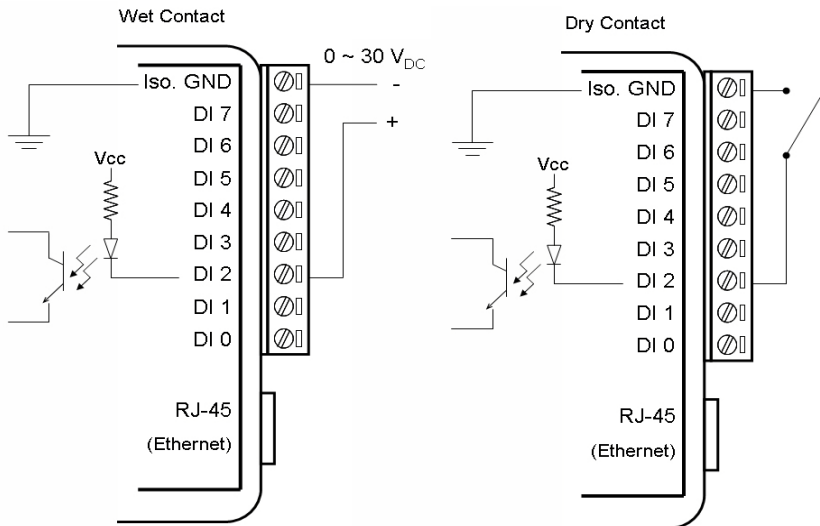 Wet Contact
0 ~ 30 VDC
Iso. GND
-
DI 7
+
DI 6
Vcc
DI 5
DI 4
DI 3
DI 2
DI 1
DI 0
RJ-45
(Ethernet)
Dry Contact
Iso. GND
DI 7
DI 6
Vcc
DI 5
DI 4
DI 3
DI 2
DI 1
DI 0
RJ-45
(Ethernet)